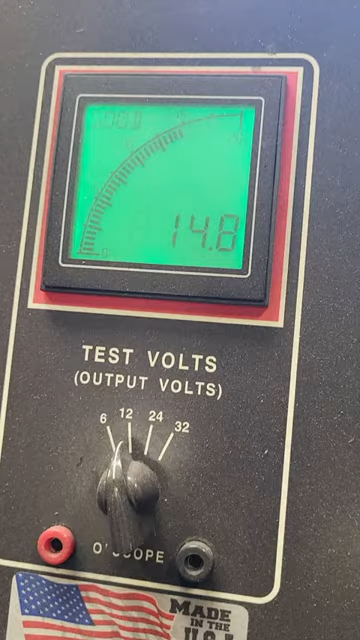 14.8
TEST VOLTS
(OUTPUT VOLTS)
6 12 24 32
O'SCOPE
MADE
IN THE
U.S.A